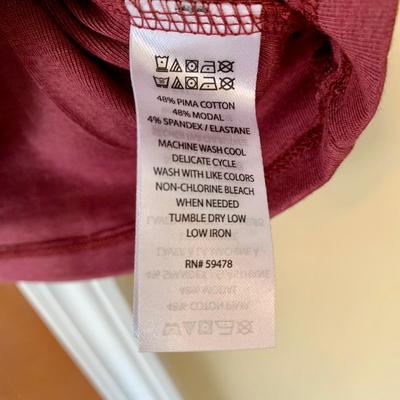 48% PIMA COTTON
48% MODAL
4% SPANDEX / ELASTANE
MACHINE WASH COOL
DELICATE CYCLE
WASH WITH LIKE COLORS
NON-CHLORINE BLEACH
WHEN NEEDED
TUMBLE DRY LOW
LOW IRON
RN# 59478